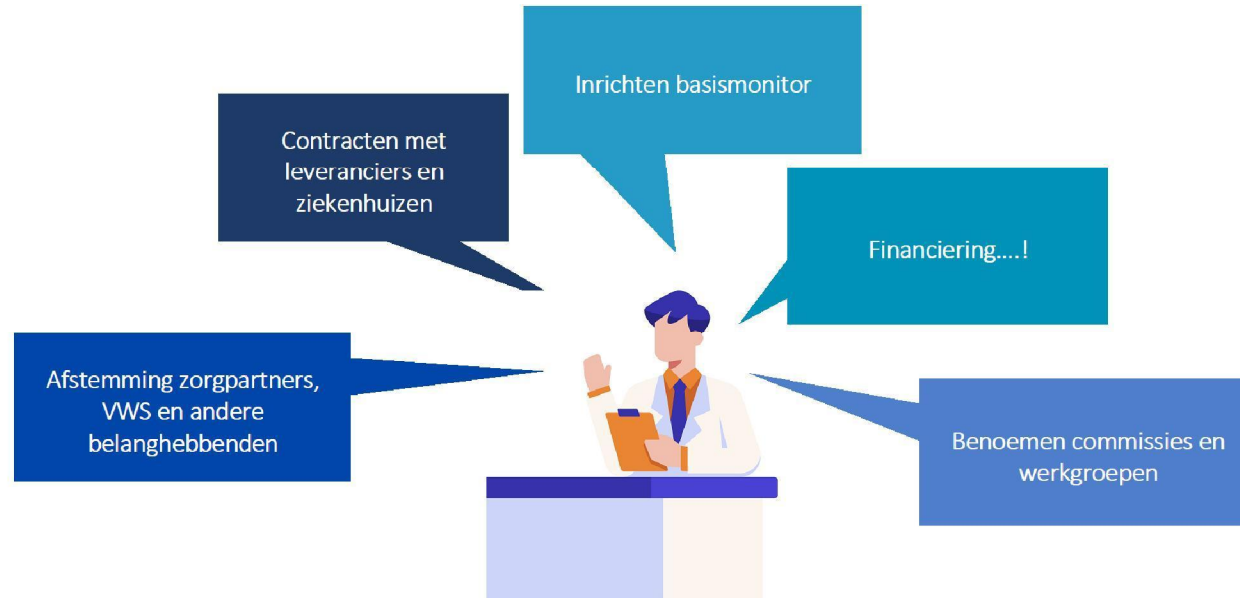 Inrichten basismonitor
Contracten met
leveranciers en
ziekenhuizen
Financiering....!
Afstemming zorgpartners,
VWS en andere
belanghebbenden
Benoemen commissies en
werkgroepen